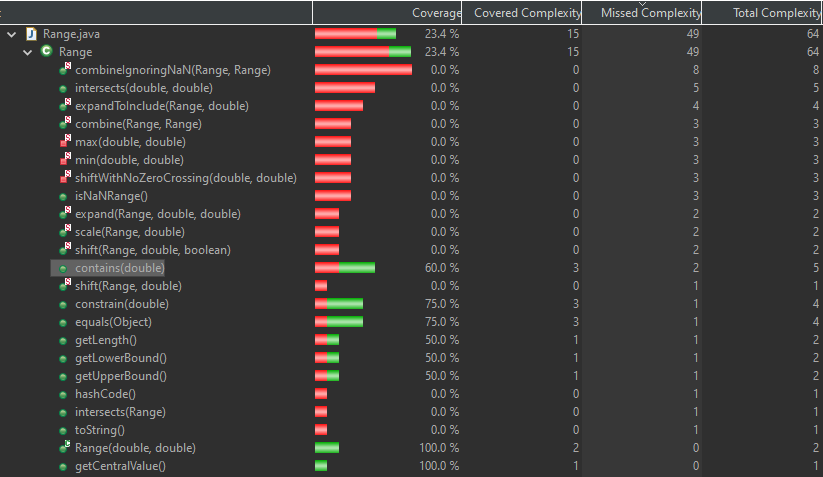 Coverage Covered Complexity Missed Complexity Total Complexity
Range.java 23.4 % 15 49 64
Range 23.4 % 15 49 64
combineIgnoringNaN(Range, Range) 0.0 % 0 8 8
intersects(double, double) 0.0 % 0 5 5
expandToInclude(Range, double) 0.0 % 0 4 4
combine(Range, Range) 0.0 % 0 3 3
max(double, double) 0.0 % 0 3 3
min(double, double) 0.0 % 0 3 3
shiftWithNoZeroCrossing(double, double) 0.0 % 0 3 3
isNaNRange() 0.0 % 0 3 3
expand(Range, double, double) 0.0 % 0 2 2
scale(Range, double) 0.0 % 0 2 2
shift(Range, double, boolean) 0.0 % 0 2 2
contains(double) 60.0 % 3 2 5
shift(Range, double) 0.0 % 0 1 1
constrain(double) 75.0 % 3 1 4
equals(Object) 75.0 % 3 1 4
getLength() 50.0 % 1 1 2
getLowerBound() 50.0 % 1 1 2
getUpperBound() 50.0 % 1 1 2
hashCode() 0.0 % 0 1 1
intersects(Range) 0.0 % 0 1 1
toString() 0.0 % 0 1 1
Range(double, double) 100.0 % 2 0 2
getCentralValue() 100.0 % 1 0 1